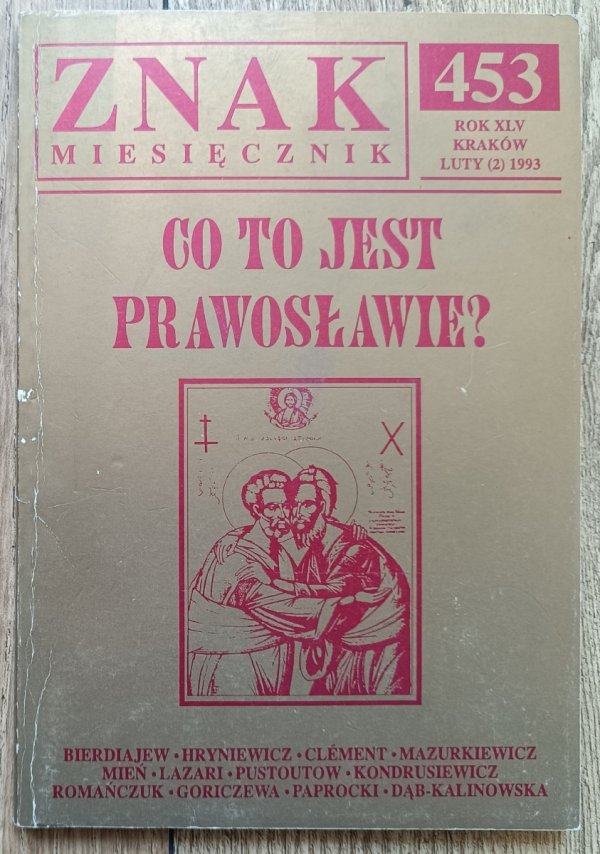 ZNAK
MIESIĘCZNIK
453
ROK XLV
KRAKÓW
LUTY (2) 1993
CO TO JEST
PRAWOSŁAWIE?
BIERDIAJEW • HRYNIEWICZ • CLÉMENT • MAZURKIEWICZ
MIEŃ • LAZARI • PUSTOUTOW • KONDRUSIEWICZ
ROMAŃCZUK • GORICZEWA • PAPROCKI • DĄB-KALINOWSKA